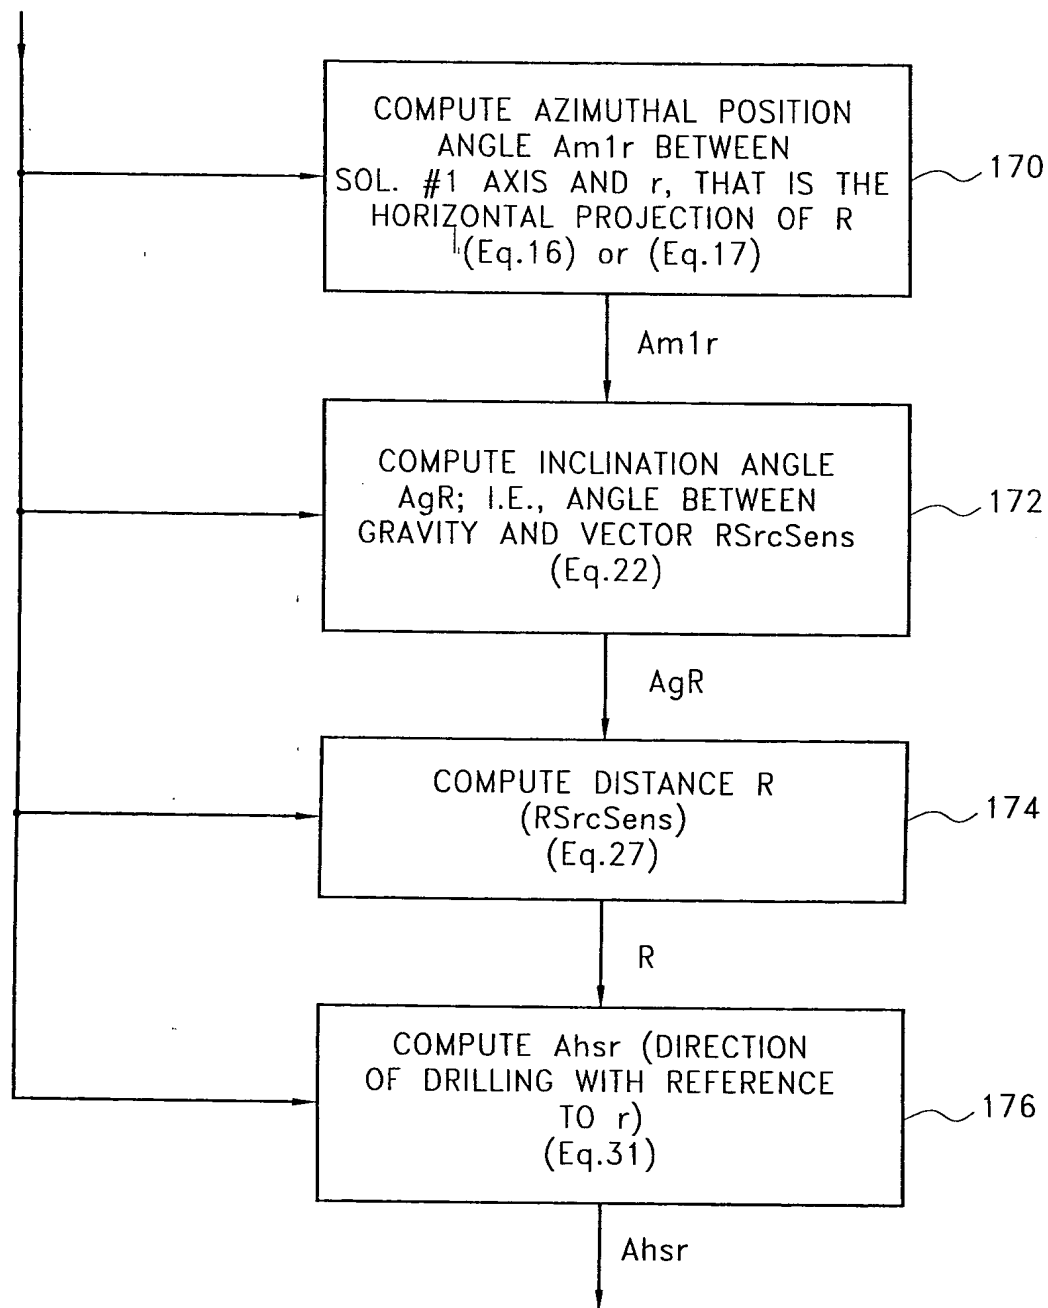 COMPUTE AZIMUTHAL POSITION
ANGLE Am1r BETWEEN
SOL. #1 AXIS AND r, THAT IS THE
HORIZONTAL PROJECTION OF R
(Eq.16) or (Eq.17)
170
Am1r
COMPUTE INCLINATION ANGLE
AgR; I.E., ANGLE BETWEEN
GRAVITY AND VECTOR RSrcSens
(Eq.22)
172
AgR
COMPUTE DISTANCE R
(RSrcSens)
(Eq.27)
174
R
COMPUTE Ahsr (DIRECTION
OF DRILLING WITH REFERENCE
TO r)
(Eq.31)
176
Ahsr